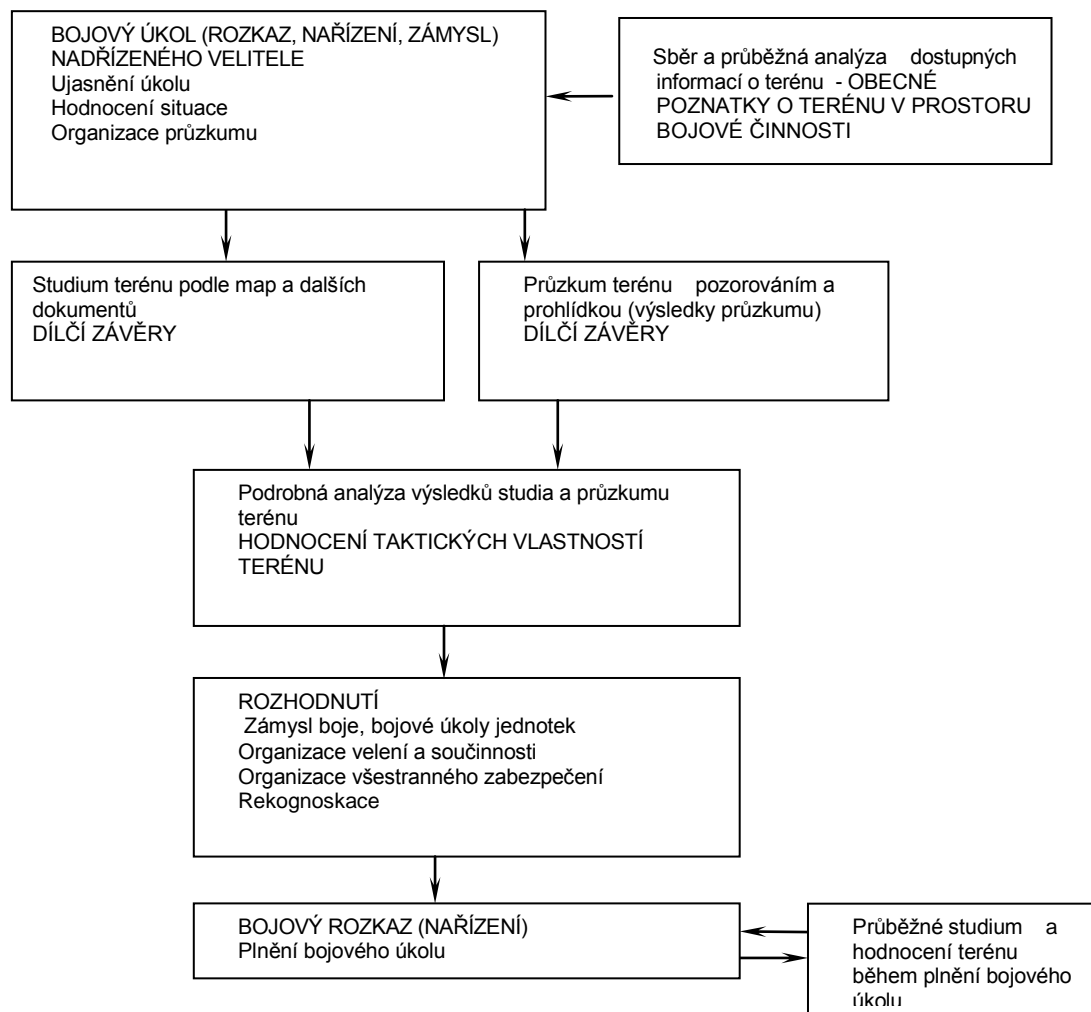 BOJOVÝ ÚKOL (ROZKAZ, NAŘÍZENÍ, ZÁMYSL)
NADŘÍZENÉHO VELITELE
Ujasnění úkolu
Hodnocení situace
Organizace průzkumu
Sběr a průběžná analýza dostupných
informací o terénu - OBECNÉ
POZNATKY O TERÉNU V PROSTORU
BOJOVÉ ČINNOSTI
Studium terénu podle map a dalších
dokumentů
DÍLČÍ ZÁVĚRY
Průzkum terénu pozorováním a
prohlídkou (výsledky průzkumu)
DÍLČÍ ZÁVĚRY
Podrobná analýza výsledků studia a průzkumu
terénu
HODNOCENÍ TAKTICKÝCH VLASTNOSTÍ
TERÉNU
ROZHODNUTÍ
Zámysl boje, bojové úkoly jednotek
Organizace velení a součinnosti
Organizace všestranného zabezpečení
Rekognoskace
BOJOVÝ ROZKAZ (NAŘÍZENÍ)
Plnění bojového úkolu
Průběžné studium a
hodnocení terénu
během plnění bojového
úkolu